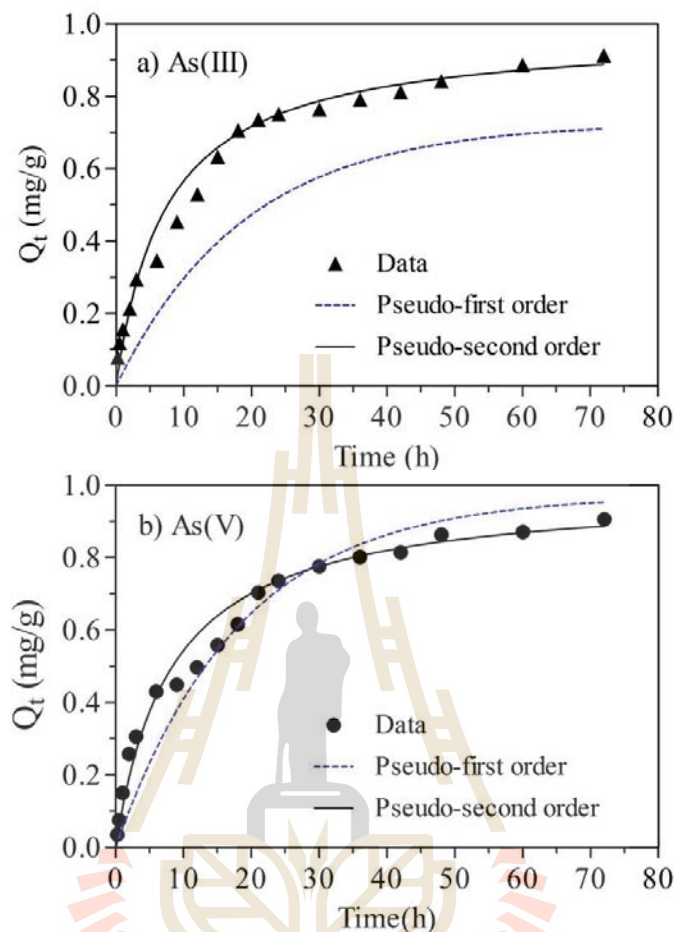 1.0
a) As(III)
0.8
0.6
0.4
0.2
0.0
Qt (mg/g)
Data
Pseudo-first order
Pseudo-second order
0 10 20 30 40 50 60 70 80
Time (h)
1.0
b) As(V)
0.8
0.6
0.4
0.2
0.0
Qt (mg/g)
Data
Pseudo-first order
Pseudo-second order
0 10 20 30 40 50 60 70 80
Time(h)